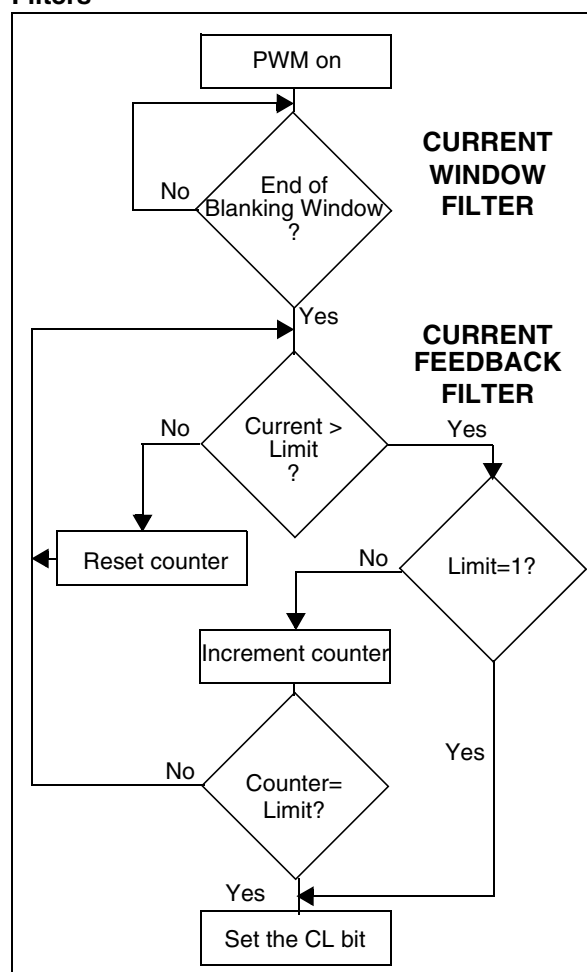 Filters
PWM on
CURRENT
WINDOW
FILTER
No
End of
Blanking Window
?
Yes
CURRENT
FEEDBACK
FILTER
No
Current >
Limit
?
Yes
Reset counter
No
Limit=1?
Increment counter
No
Counter=
Limit?
Yes
Yes
Set the CL bit